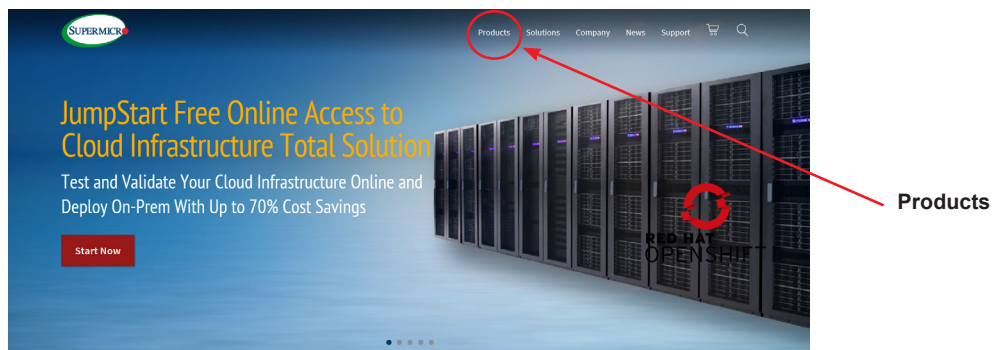 SUPERMICR
Products Solutions Company News Support
JumpStart Free Online Access to
Cloud Infrastructure Total Solution
Test and Validate Your Cloud Infrastructure Online and
Deploy On-Prem With Up to 70% Cost Savings
Start Now
RED HAT
OPENSHIFT
Products